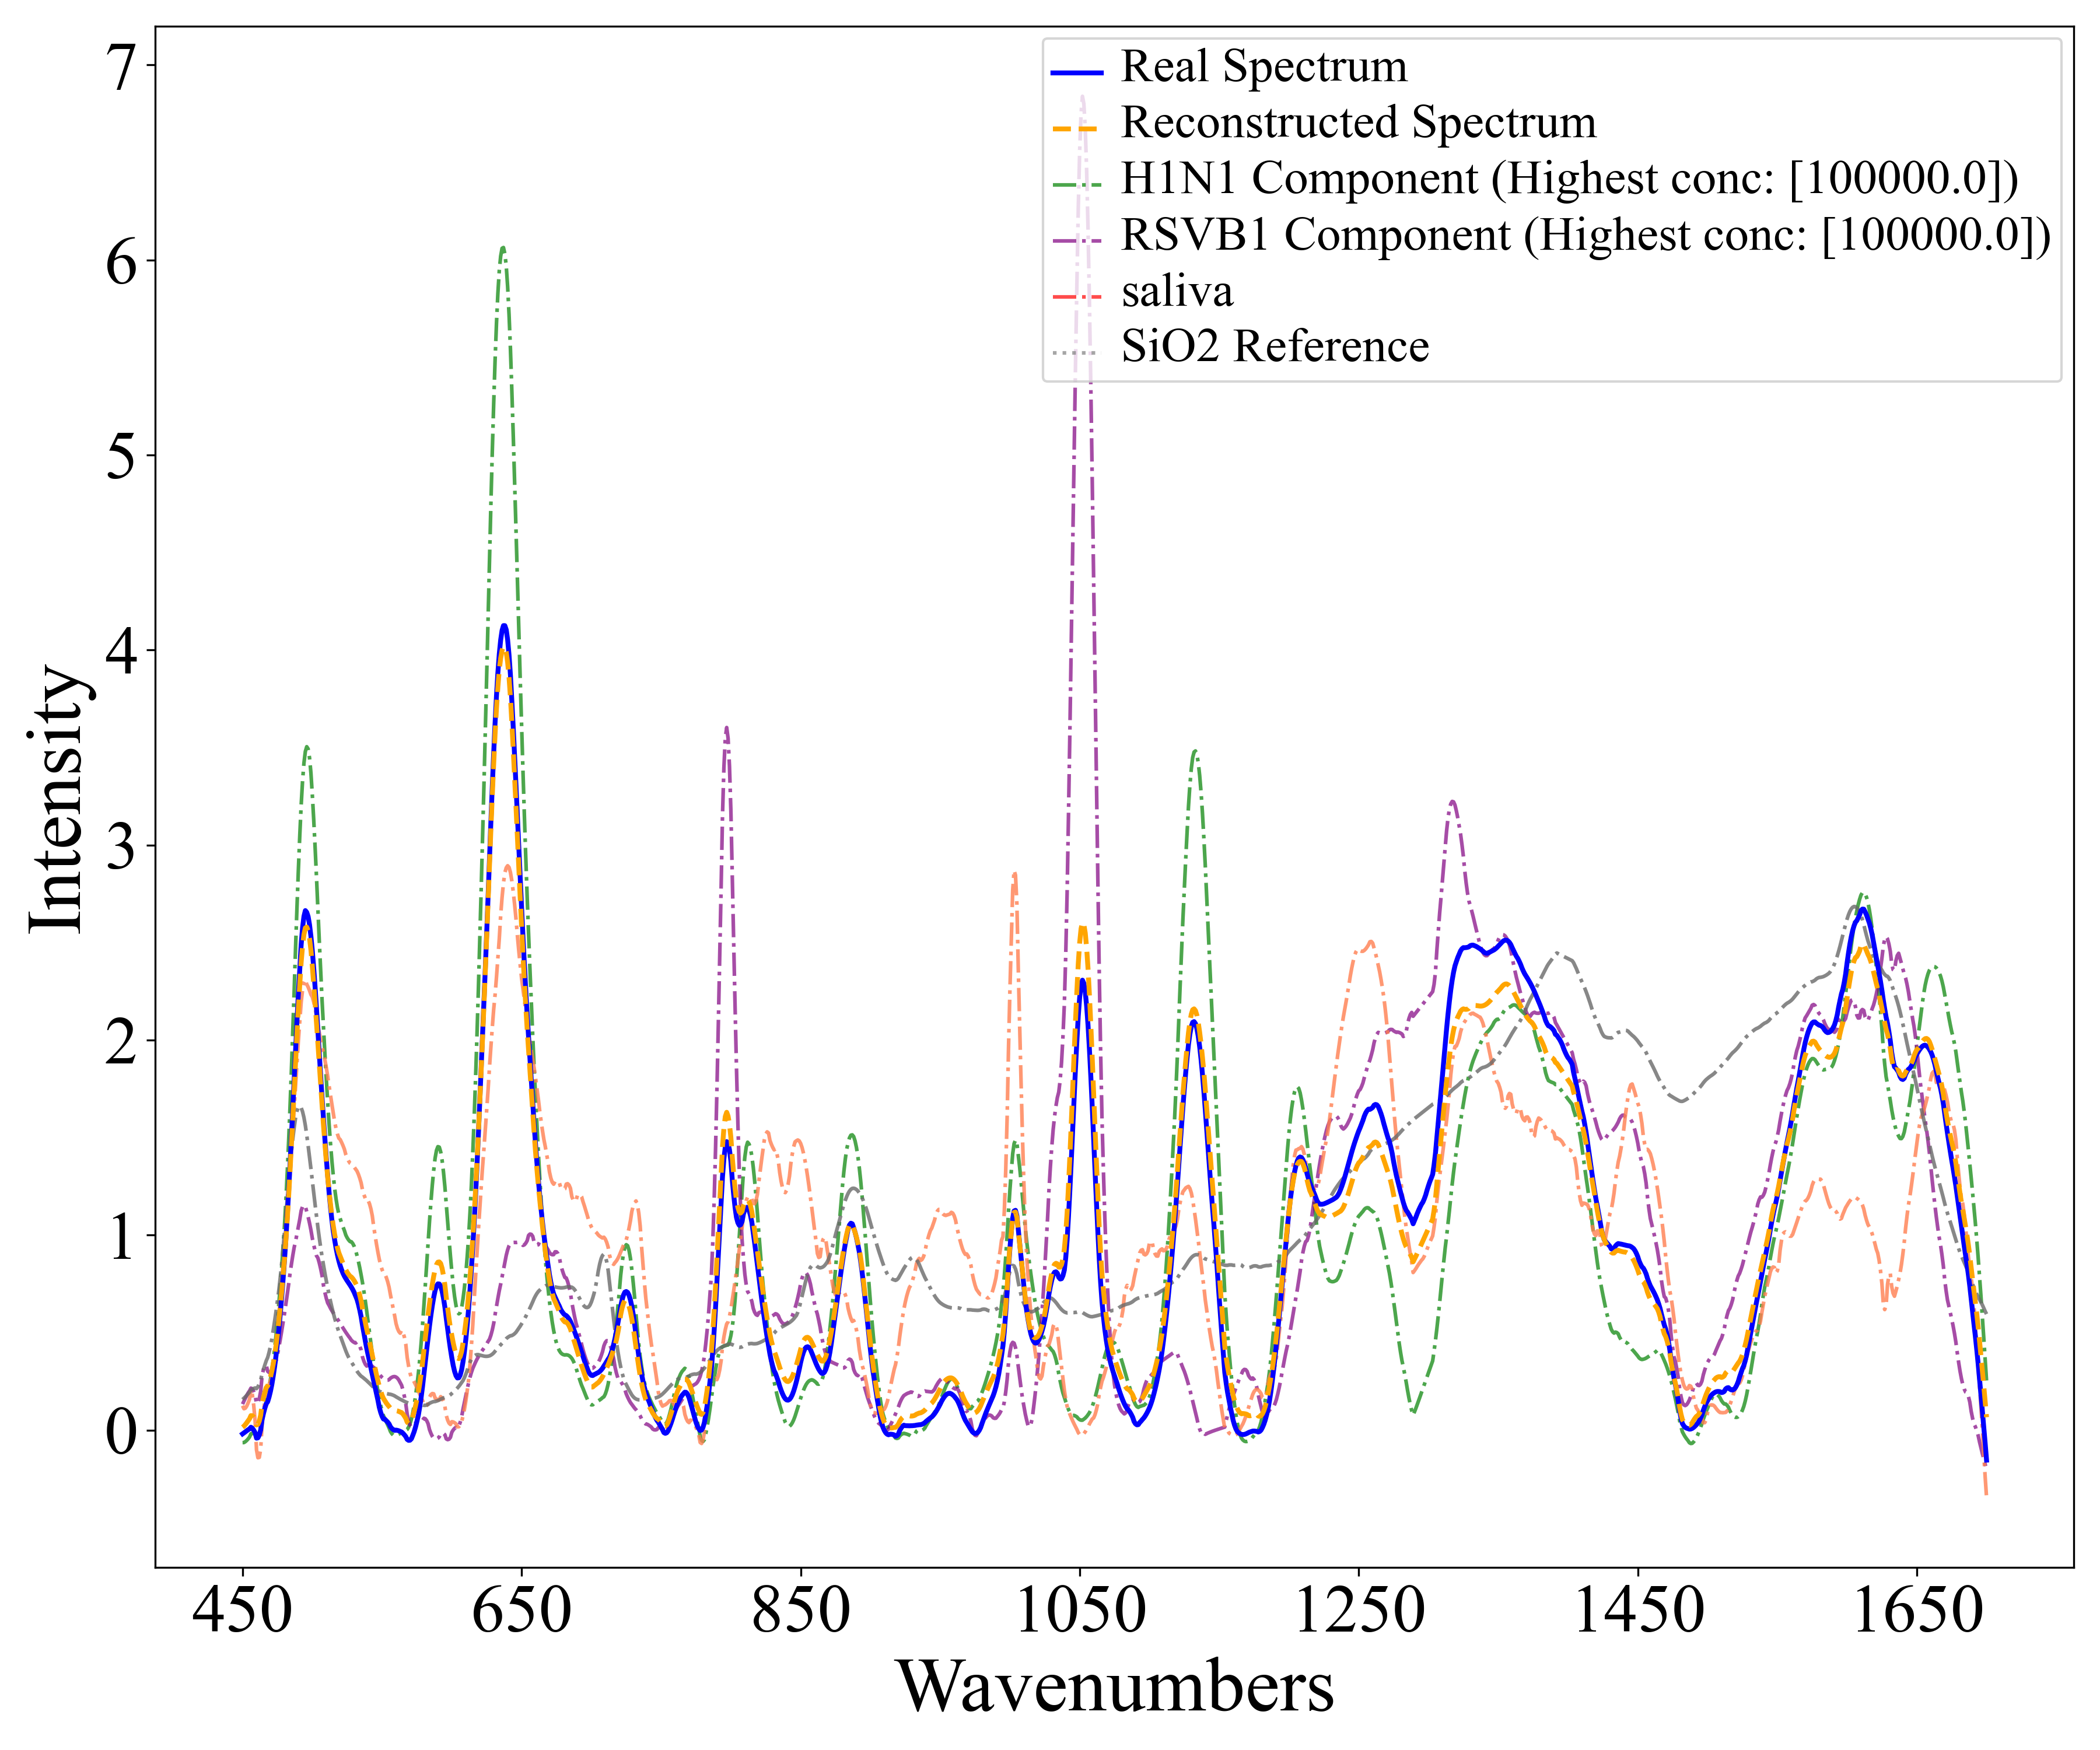 Real Spectrum
Reconstructed Spectrum
H1N1 Component (Highest conc: [100000.0])
RSVB1 Component (Highest conc: [100000.0])
saliva
SiO2 Reference
7
6
5
4
3
2
1
0
Intensity
450 650 850 1050 1250 1450 1650
Wavenumbers